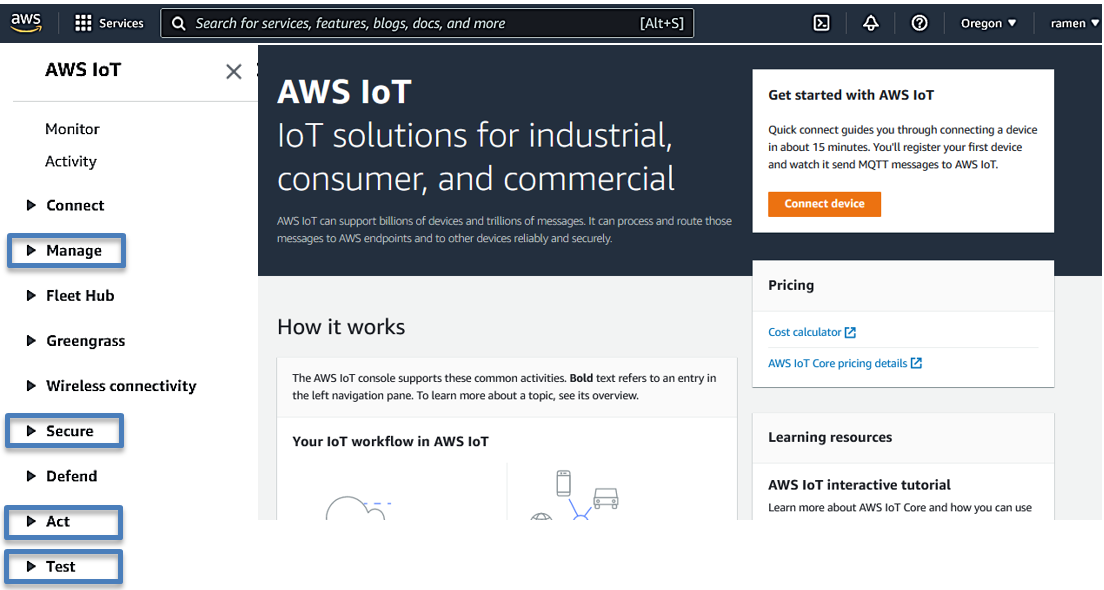 aws
Services
Search for services, features, blogs, docs, and more
[Alt+S]
Oregon
ramen
AWS IoT
Monitor
Activity
Connect
Manage
Fleet Hub
Greengrass
Wireless connectivity
Secure
Defend
Act
Test
AWS IoT
IoT solutions for industrial,
consumer, and commercial
AWS IoT can support billions of devices and trillions of messages. It can process and route those
messages to AWS endpoints and to other devices reliably and securely.
How it works
The AWS IoT console supports these common activities. Bold text refers to an entry in
the left navigation pane. To learn more about a topic, see its overview.
Your IoT workflow in AWS IoT
Get started with AWS IoT
Quick connect guides you through connecting a device
in about 15 minutes. You'll register your first device
and watch it send MQTT messages to AWS IoT.
Connect device
Pricing
Cost calculator
AWS IoT Core pricing details
Learning resources
AWS IoT interactive tutorial
Learn more about AWS IoT Core and how you can use